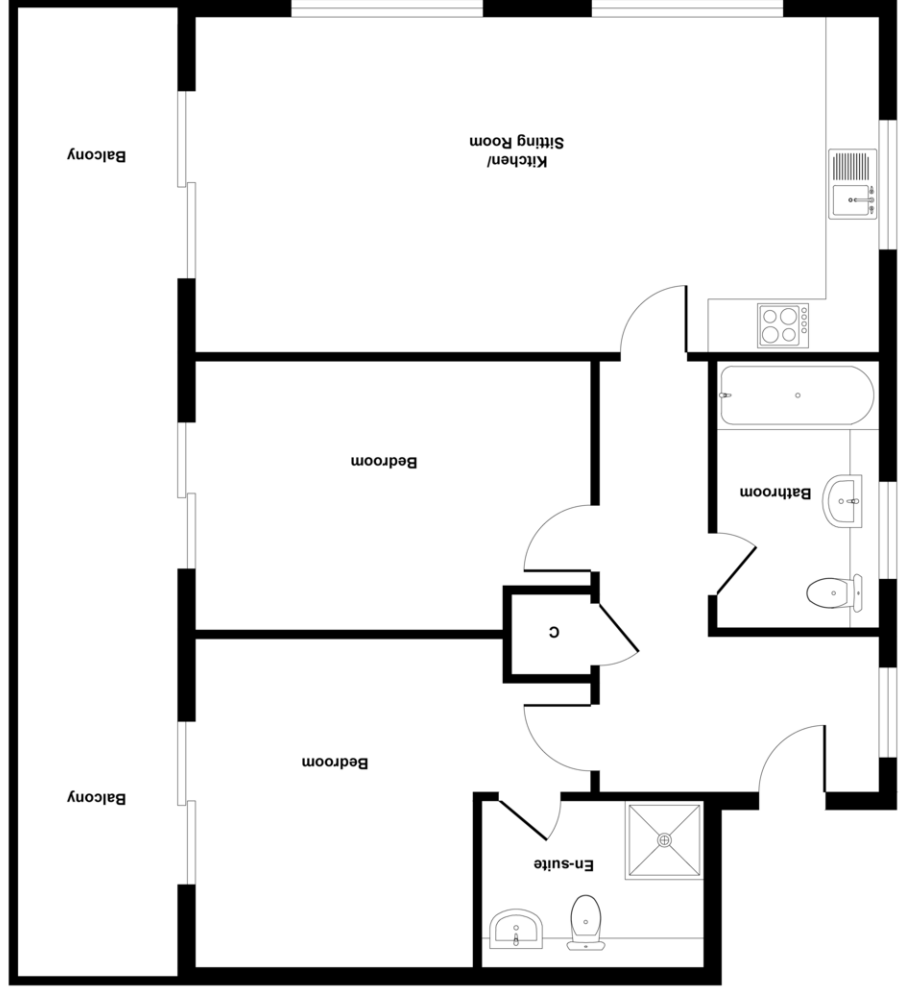 En-suite
Balcony
Bedroom
C
Bathroom
Bedroom
Kitchen/
Sitting Room
Balcony